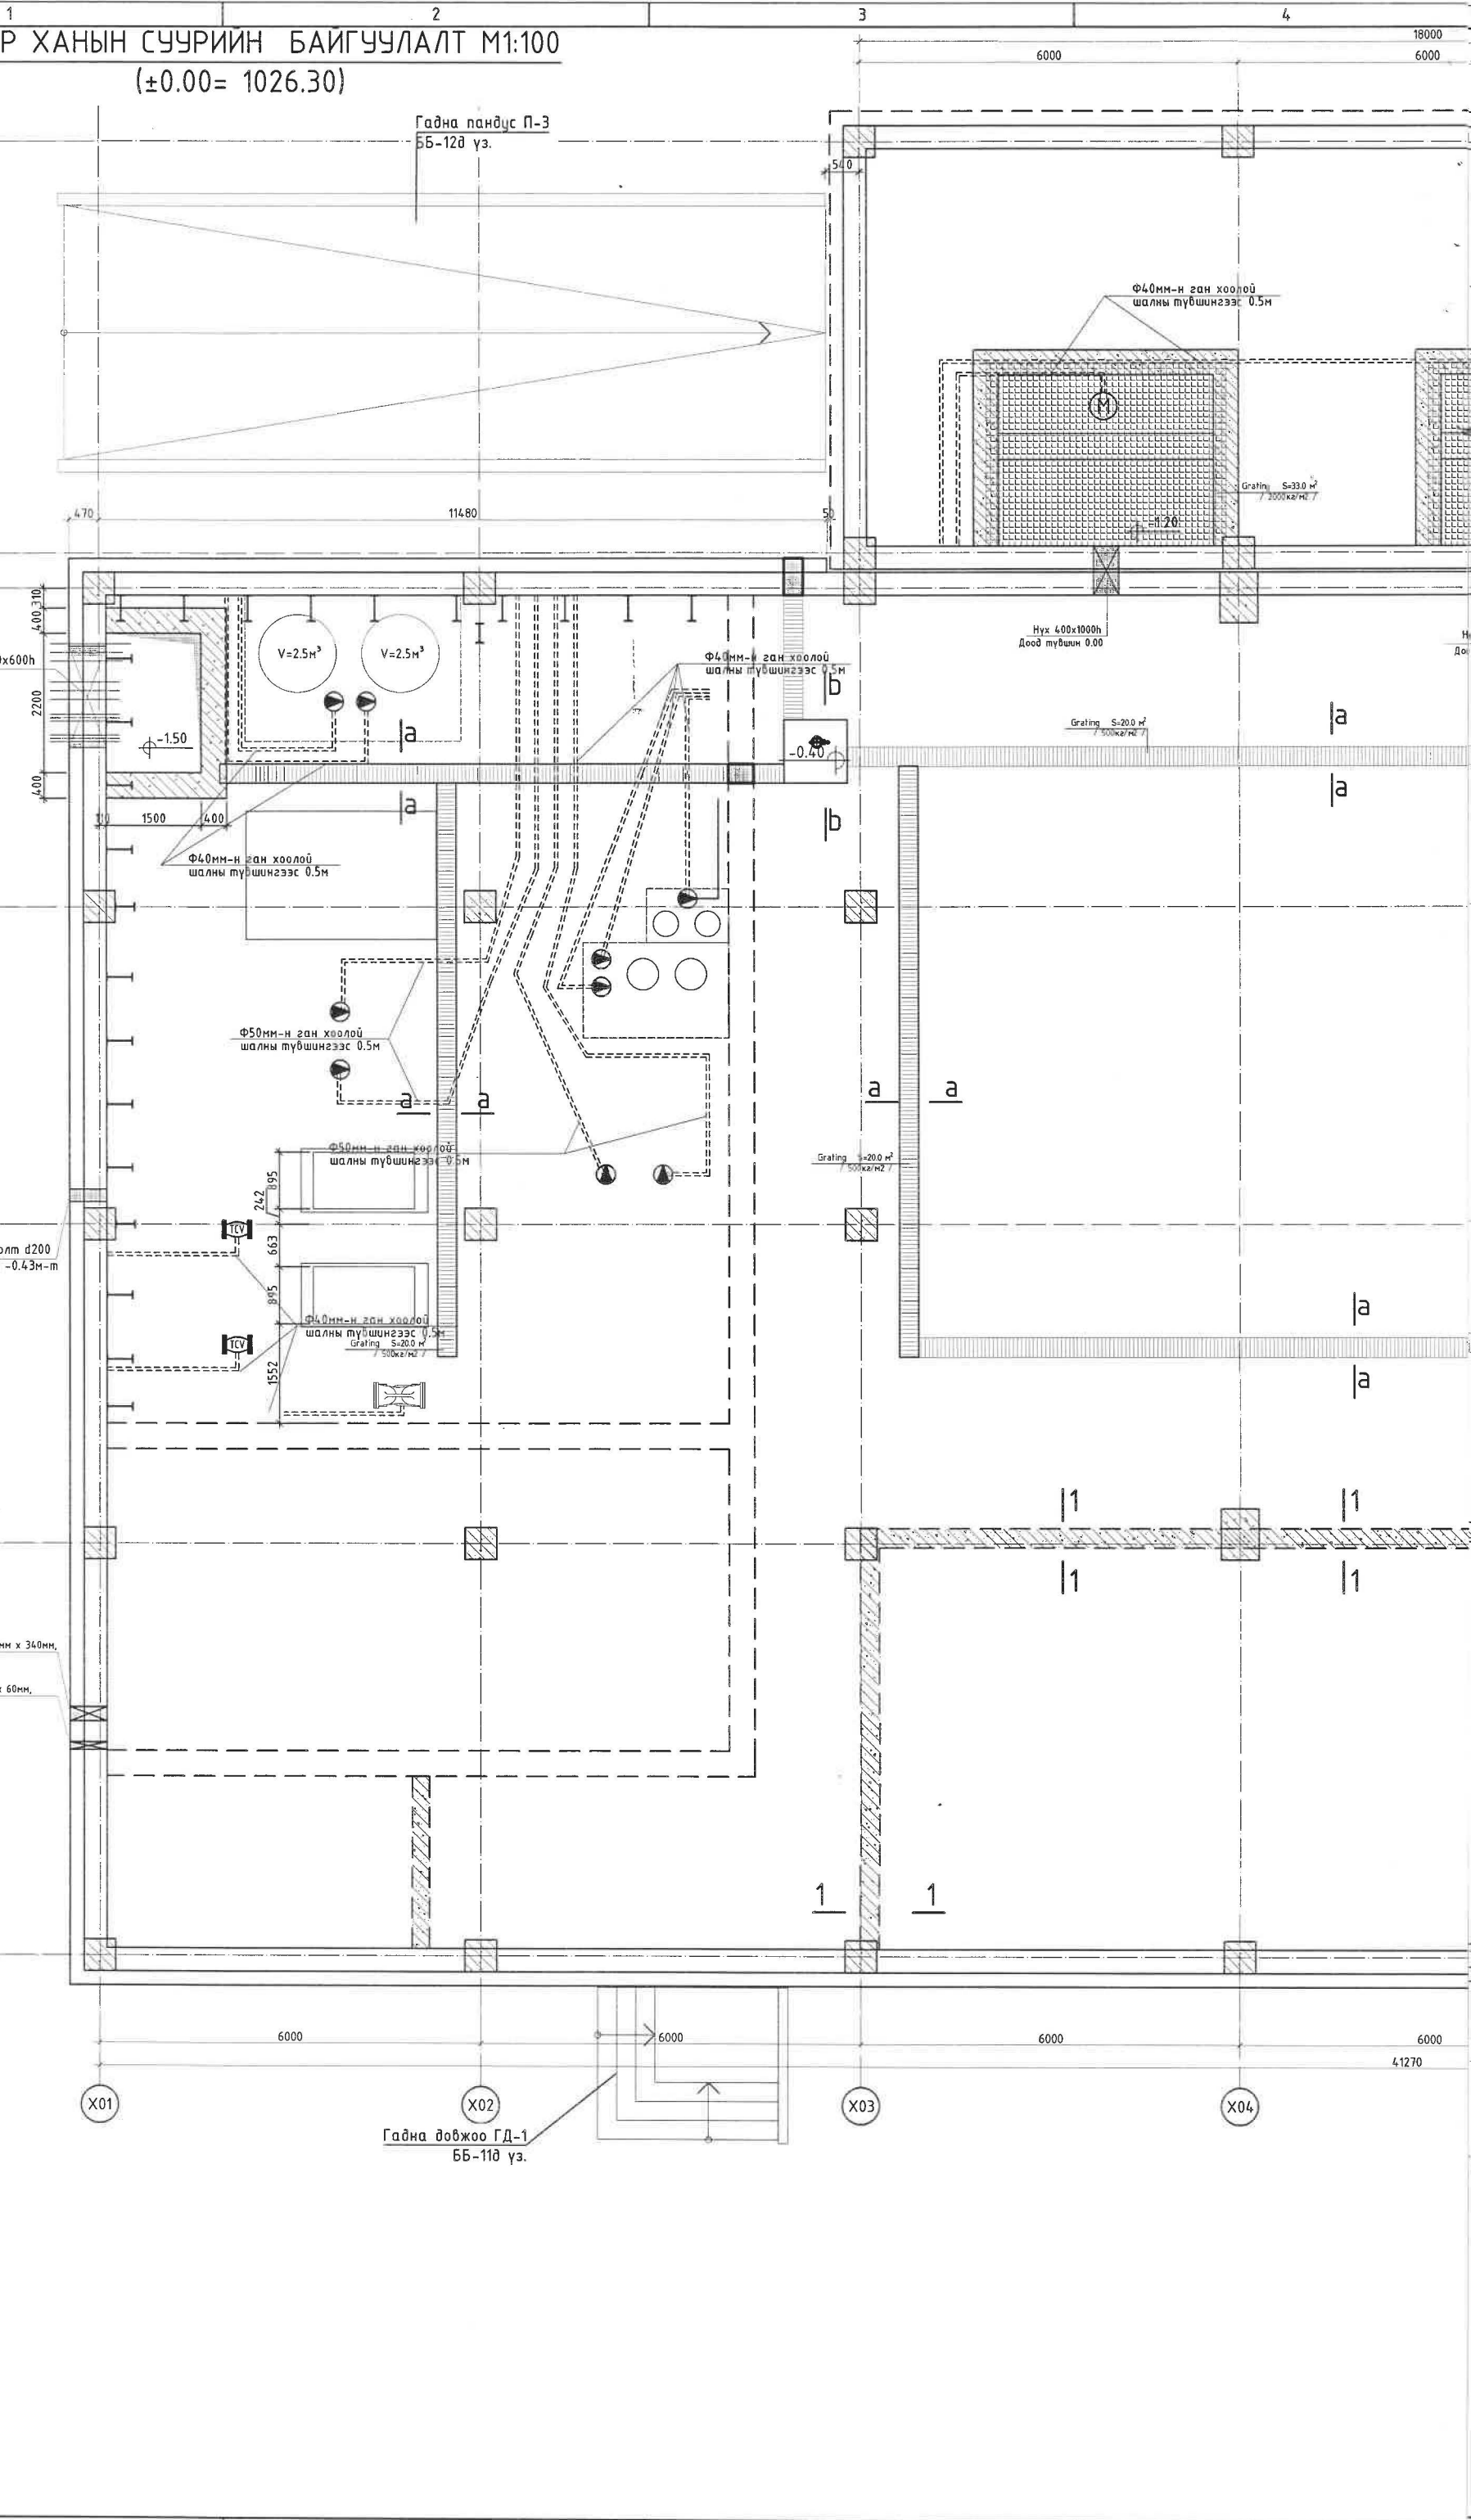 1 2 3 4
Р ХАНЫН СУУРИЙН БАЙГУУЛАЛТ М1:100
(±0.00= 1026.30)
18000
6000 6000
Гадна пандус П-3
ББ-12д үз.
540
Ф40мм-н ган хоолой
шалны түвшингээс 0.5м
М
Grating S=33.0 м²
/ 2000кг/м2 /
-1.20
470 11480 50
310
400
2200
400
0х600h
V=2.5м³ V=2.5м³
Нүх 400х1000h
Доод түвшин 0.00
Ф40мм-н ган хоолой
шалны түвшингээс 0.5м
b
-1.50
a
Grating S=20.0 м²
/ 500кг/м2 /
a
-0.40
a
a
b
1500 400
Ф40мм-н ган хоолой
шалны түвшингээс 0.5м
Ф50мм-н ган хоолой
шалны түвшингээс 0.5м
a a
a a
Ф50мм-н ган хоолой
шалны түвшингээс 0.5м
Grating S=20.0 м²
/ 500кг/м2 /
895
242
663
895
1552
TCV
олт d200
-0.43м-т
a
Ф40мм-н ган хоолой
шалны түвшингээс 0.5м
TCV
Grating S=20.0 м²
/ 500кг/м2 /
a
1 1
1 1
мм х 340мм,
х 60мм,
1 1
6000 6000 6000 6000
41270
X01 X02 X03 X04
Гадна довжоо ГД-1
ББ-11д үз.